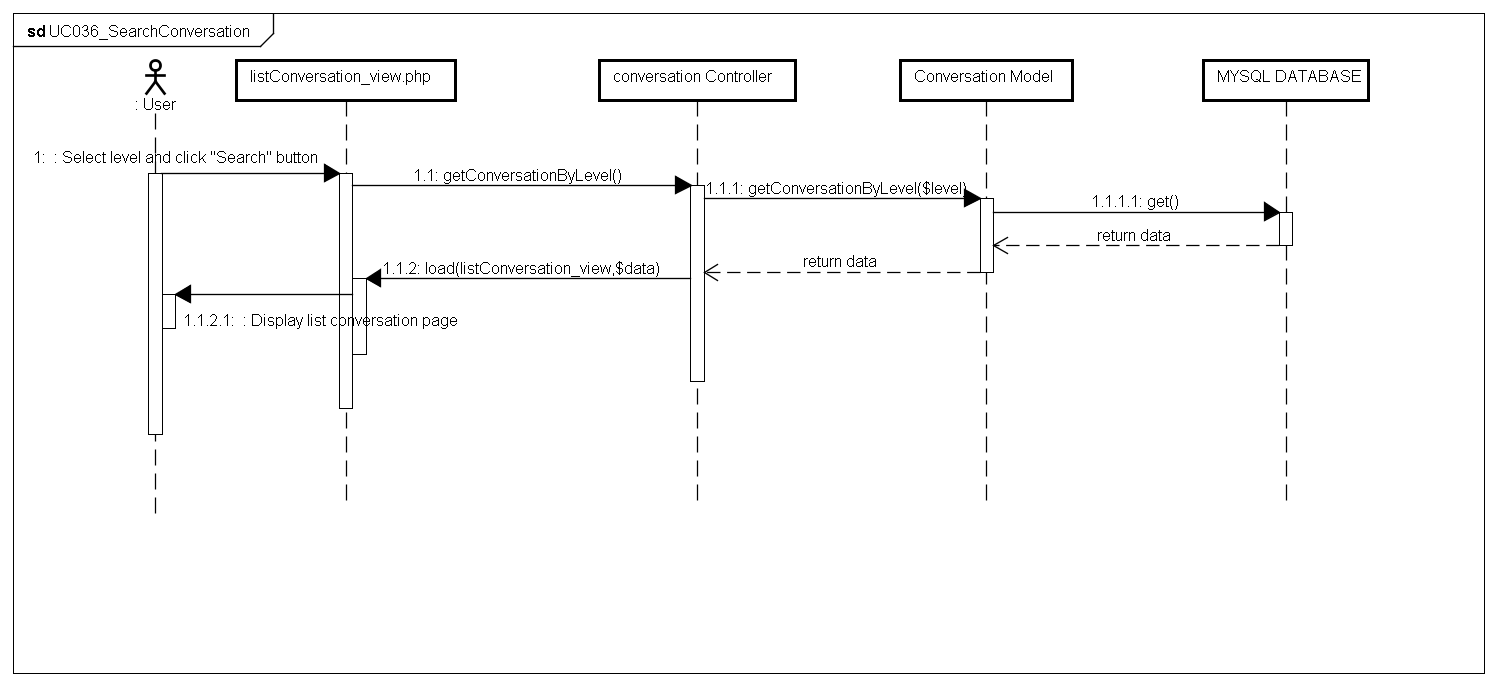 sd UC036_SearchConversation
: User
listConversation_view.php
conversation Controller
Conversation Model
MYSQL DATABASE
1:  : Select level and click "Search" button
1.1: getConversationByLevel()
1.1.1: getConversationByLevel($level)
1.1.1.1: get()
return data
return data
1.1.2: load(listConversation_view,$data)
1.1.2.1:  : Display list conversation page